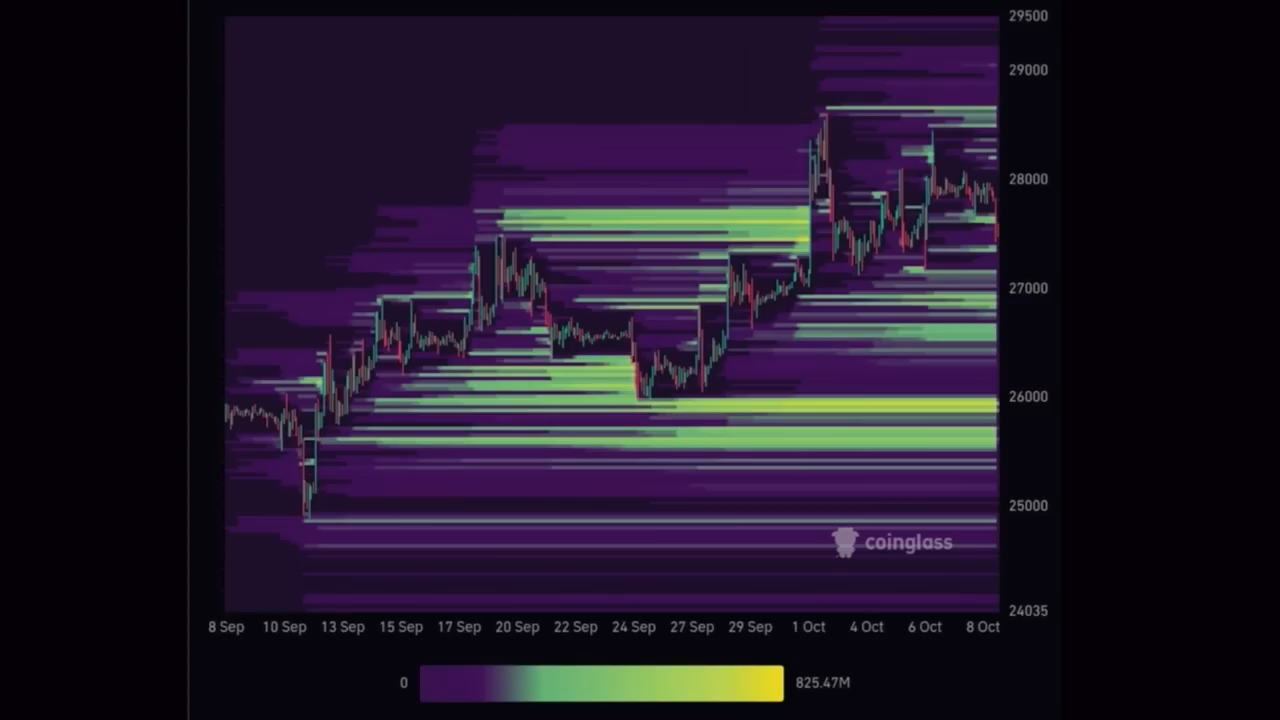 29500
29000
28000
27000
26000
25000
coinglass
24035
8 Sep 10 Sep 13 Sep 15 Sep 17 Sep 20 Sep 22 Sep 24 Sep 27 Sep 29 Sep 1 Oct 4 Oct 6 Oct 8 Oct
0 825.47M